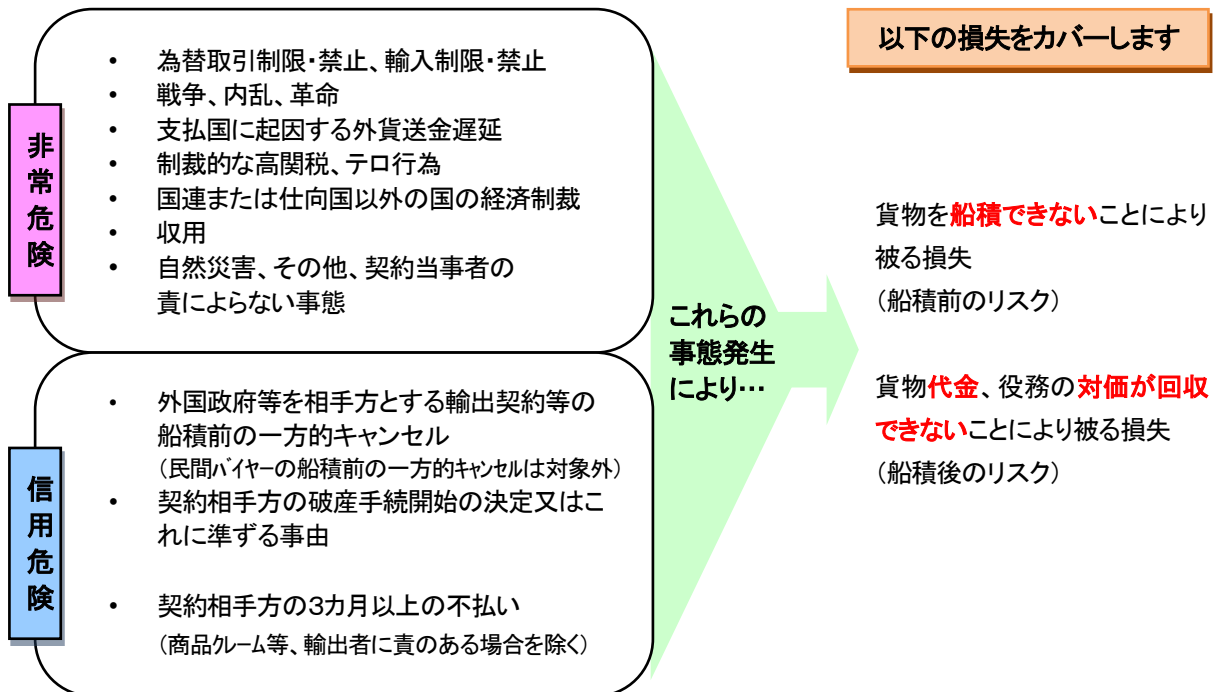 非常危険
• 為替取引制限・禁止、輸入制限・禁止
• 戦争、内乱、革命
• 支払国に起因する外貨送金遅延
• 制裁的な高関税、テロ行為
• 国連または仕向国以外の国の経済制裁
• 収用
• 自然災害、その他、契約当事者の
責によらない事態
信用危険
• 外国政府等を相手方とする輸出契約等の
船積前の一方的キャンセル
（民間バイヤーの船積前の一方的キャンセルは対象外）
• 契約相手方の破産手続開始の決定又はこ
れに準ずる事由
• 契約相手方の3カ月以上の不払い
（商品クレーム等、輸出者に責のある場合を除く）
これらの
事態発生
により…
以下の損失をカバーします
貨物を船積できないことにより
被る損失
（船積前のリスク）
貨物代金、役務の対価が回収
できないことにより被る損失
（船積後のリスク）